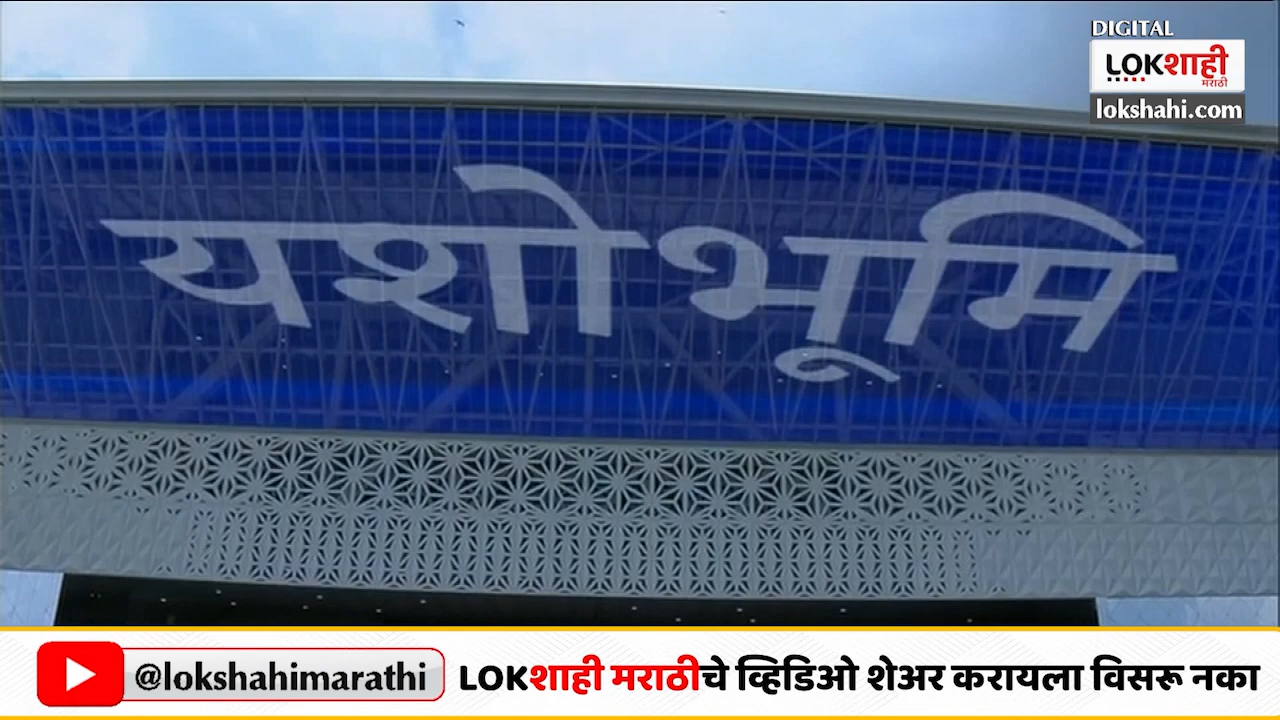 DIGITAL
LOKशाही
मराठी
lokshahi.com
यशोभूमि
@lokshahimarathi
LOKशाही मराठीचे व्हिडिओ शेअर करायला विसरू नका